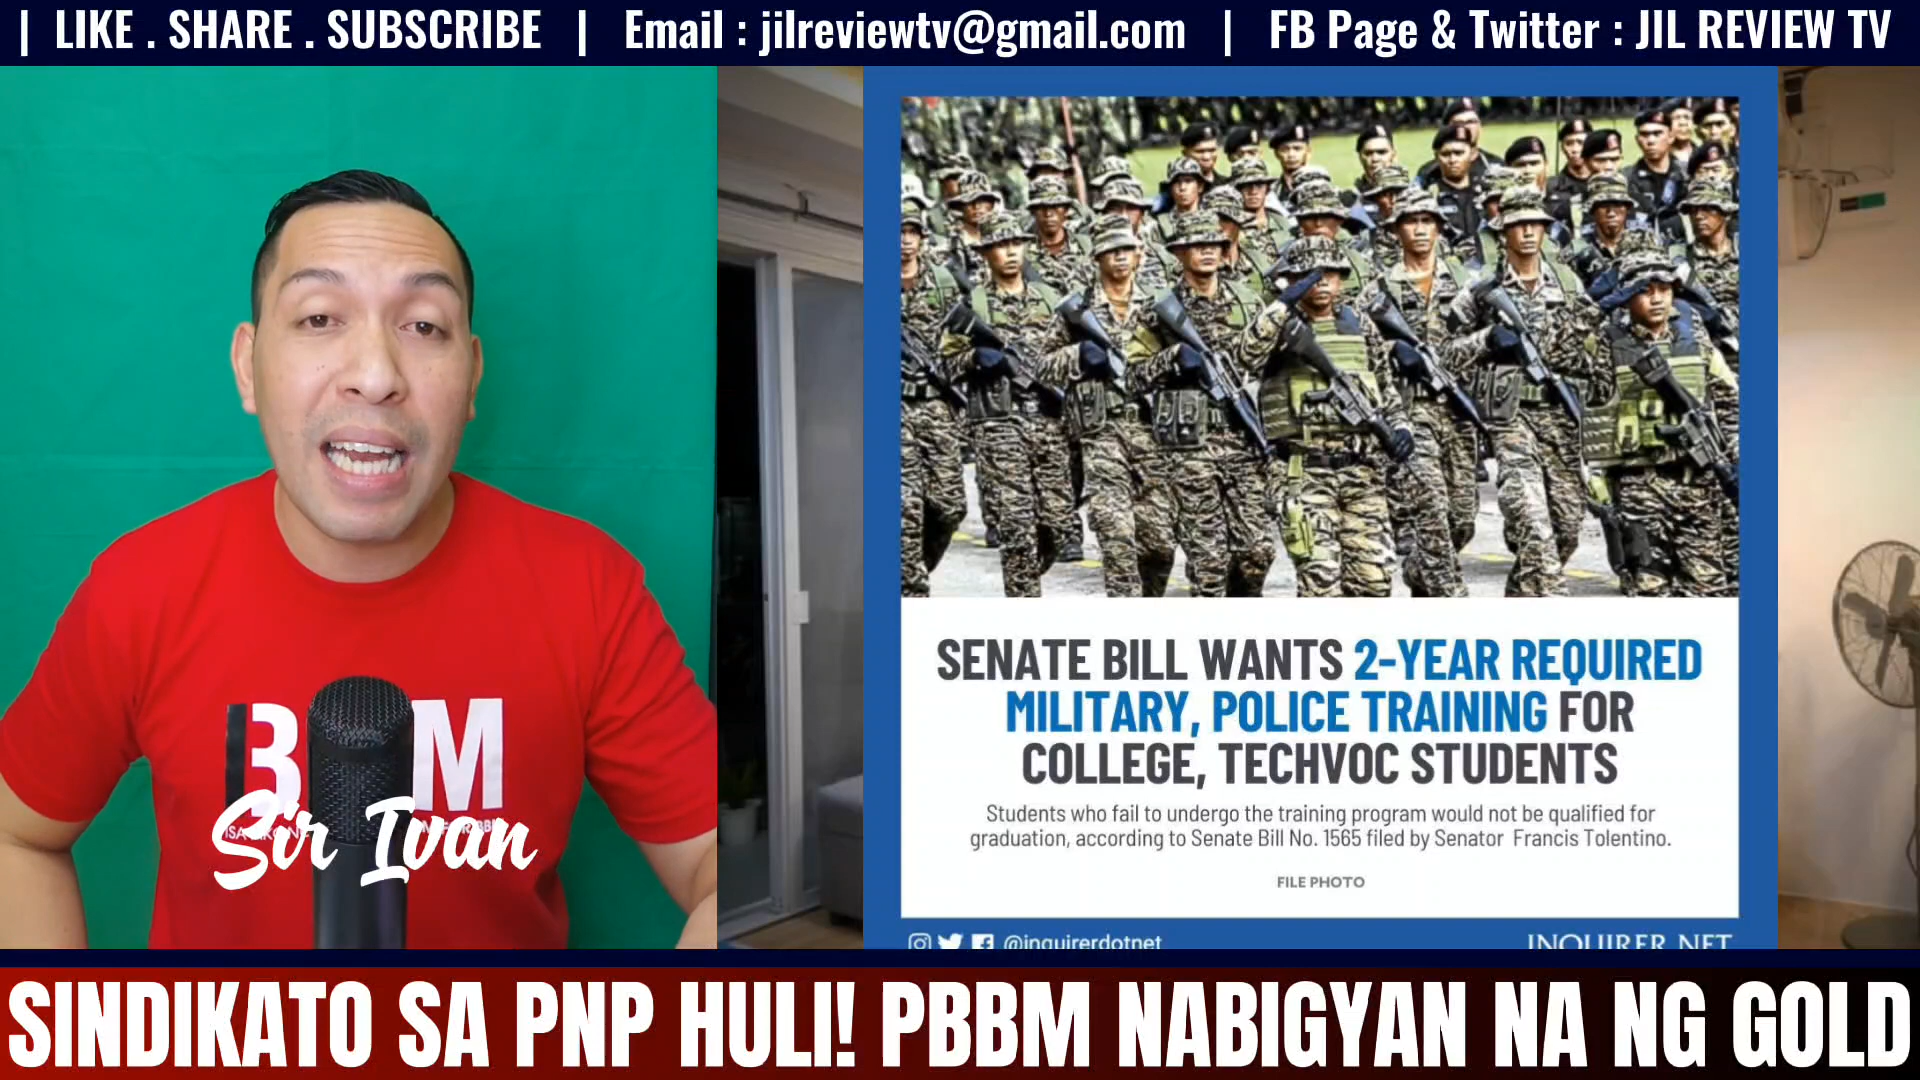 | LIKE . SHARE . SUBSCRIBE | Email : jilreviewtv@gmail.com | FB Page & Twitter : JIL REVIEW TV
SENATE BILL WANTS 2-YEAR REQUIRED
MILITARY, POLICE TRAINING FOR
COLLEGE, TECHVOC STUDENTS
Students who fail to undergo the training program would not be qualified for
graduation, according to Senate Bill No. 1565 filed by Senator Francis Tolentino.
FILE PHOTO
@inquirerdotnet
INQUIRER.NET
Sir Ivan
SINDIKATO SA PNP HULI! PBBM NABIGYAN NA NG GOLD